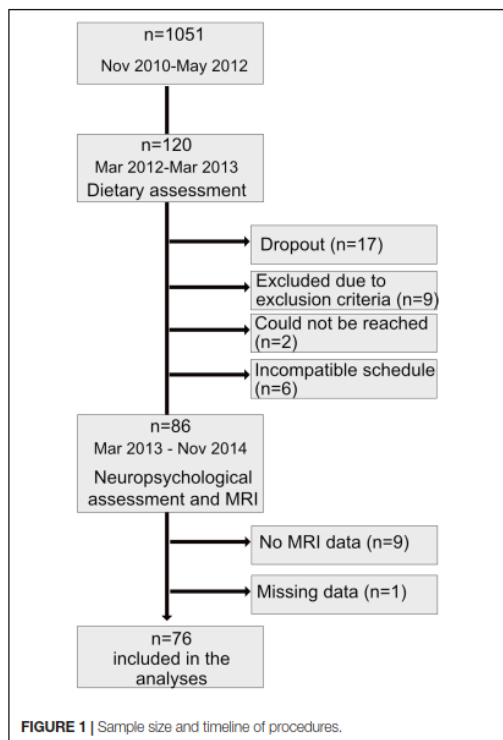 n=1051
Nov 2010-May 2012
n=120
Mar 2012-Mar 2013
Dietary assessment
Dropout (n=17)
Excluded due to
exclusion criteria (n=9)
Could not be reached
(n=2)
Incompatible schedule
(n=6)
n=86
Mar 2013 - Nov 2014
Neuropsychological
assessment and MRI
No MRI data (n=9)
Missing data (n=1)
n=76
included in the
analyses
FIGURE 1 | Sample size and timeline of procedures.